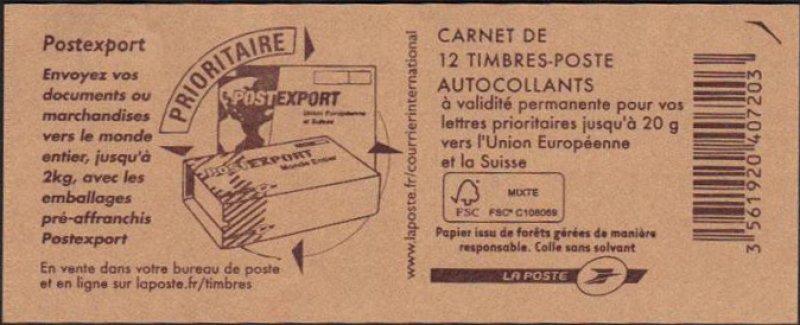 Postexport
Envoyez vos
documents ou
marchandises
vers le monde
entier, jusqu'à
2kg, avec les
emballages
pré-affranchis
Postexport
En vente dans votre bureau de poste
et en ligne sur laposte.fr/timbres
PRIORITAIRE
POSTEXPORT
Union Européenne
et Suisse
POSTEXPORT
Monde Entier
www.laposte.fr/courrierinternational
CARNET DE
12 TIMBRES-POSTE
AUTOCOLLANTS
à validité permanente pour vos
lettres prioritaires jusqu'à 20 g
vers l'Union Européenne
et la Suisse
FSC
MIXTE
FSC® C108069
Papier issu de forêts gérées de manière
responsable. Colle sans solvant
LA POSTE
3 561920 407203